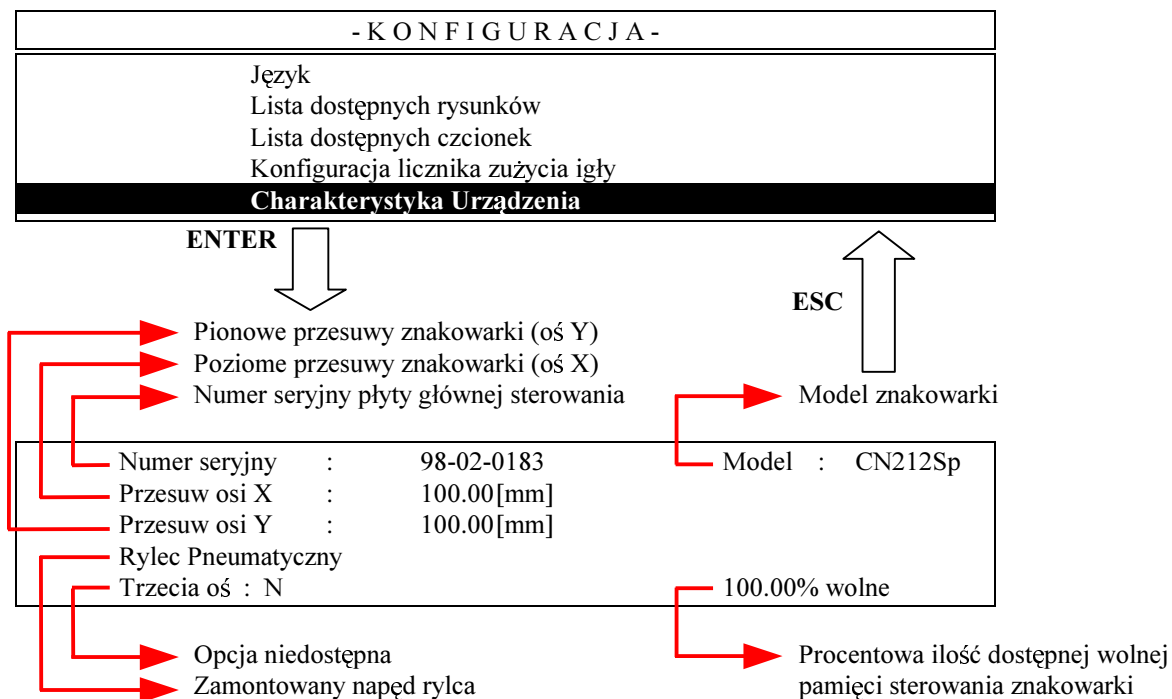 - K O N F I G U R A C J A -
Język
Lista dostępnych rysunków
Lista dostępnych czcionek
Konfiguracja licznika zużycia igły
Charakterystyka Urządzenia
ENTER
ESC
Pionowe przesuwy znakowarki (oś Y)
Poziome przesuwy znakowarki (oś X)
Numer seryjny płyty głównej sterowania
Model znakowarki
Numer seryjny : 98-02-0183 Model : CN212Sp
Przesuw osi X : 100.00[mm]
Przesuw osi Y : 100.00[mm]
Rylec Pneumatyczny
Trzecia oś : N 100.00% wolne
Opcja niedostępna
Zamontowany napęd rylca
Procentowa ilość dostępnej wolnej
pamięci sterowania znakowarki